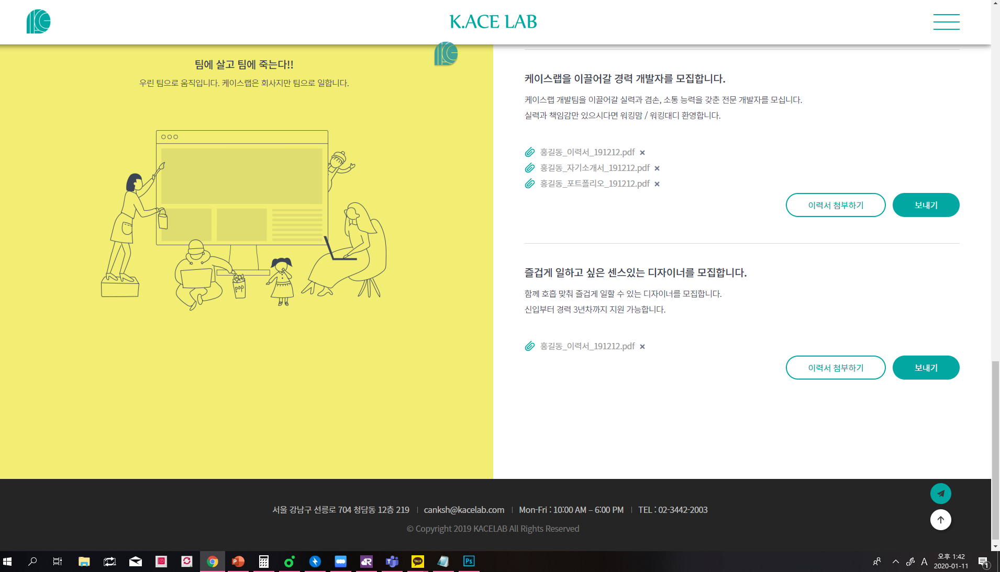 K.ACE LAB
팀에 살고 팀에 죽는다!!
우린 팀으로 움직입니다. 케이스랩은 회사지만 팀으로 일합니다.
pop
케이스랩을 이끌어갈 경력 개발자를 모집합니다.
케이스랩 개발팀을 이끌어갈 실력과 겸손, 소통 능력을 갖춘 전문 개발자를 모십니다.
실력과 책임감만 있으시다면 워킹맘 / 워킹대디 환영합니다.
홍길동_이력서_191212.pdf ×
홍길동_자기소개서_191212.pdf ×
홍길동_포트폴리오_191212.pdf ×
이력서 첨부하기 보내기
즐겁게 일하고 싶은 센스있는 디자이너를 모집합니다.
함께 호흡 맞춰 즐겁게 일할 수 있는 디자이너를 모집합니다.
신입부터 경력 3년차까지 지원 가능합니다.
홍길동_이력서_191212.pdf ×
이력서 첨부하기 보내기
서울 강남구 선릉로 704 청담동 12층 219 | canksh@kacelab.com | Mon-Fri : 10:00 AM – 6:00 PM | TEL : 02-3442-2003
© Copyright 2019 KACELAB All Rights Reserved
TALK
Ps
A
오후 1:42
2020-01-11
1